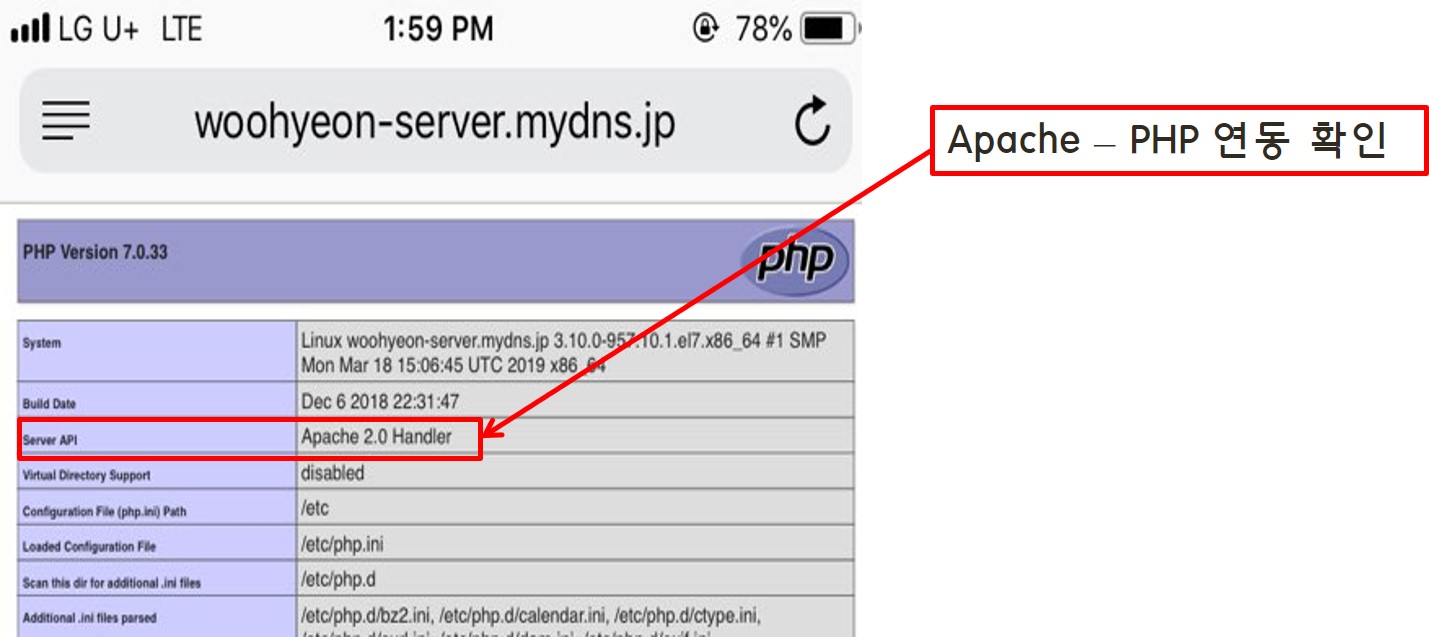 LG U+ LTE 1:59 PM 78%
woohyeon-server.mydns.jp
Apache – PHP 연동 확인
PHP Version 7.0.33
php
System Linux woohyeon-server.mydns.jp 3.10.0-957.10.1.el7.x86_64 #1 SMP
Mon Mar 18 15:06:45 UTC 2019 x86_64
Build Date Dec 6 2018 22:31:47
Server API Apache 2.0 Handler
Virtual Directory Support disabled
Configuration File (php.ini) Path /etc
Loaded Configuration File /etc/php.ini
Scan this dir for additional .ini files /etc/php.d
Additional .ini files parsed /etc/php.d/bz2.ini, /etc/php.d/calendar.ini, /etc/php.d/ctype.ini,